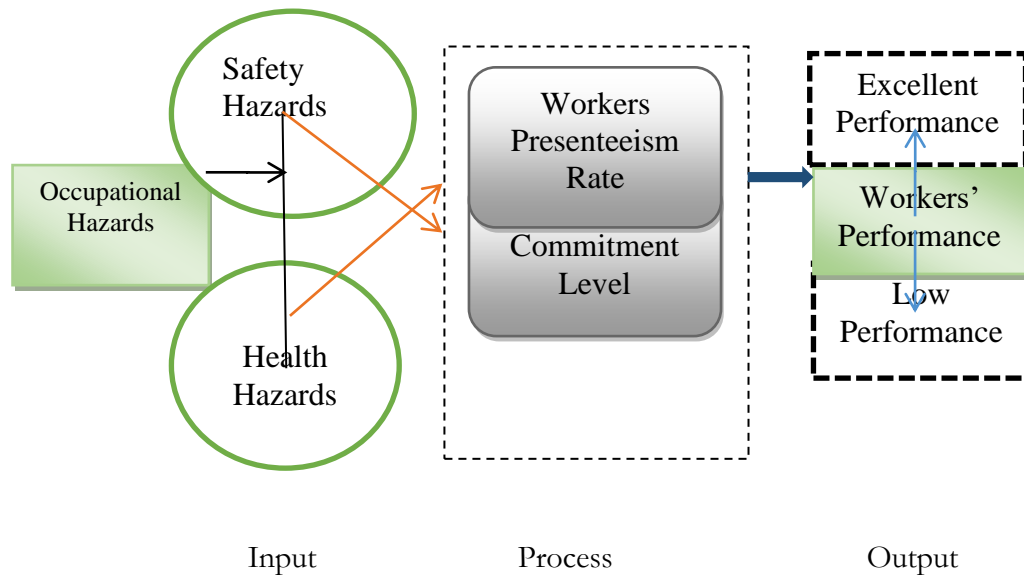 Safety
Hazards
Occupational
Hazards
Health
Hazards
Workers
Presenteeism
Rate
Commitment
Level
Excellent
Performance
Workers’
Performance
Low
Performance
Input
Process
Output